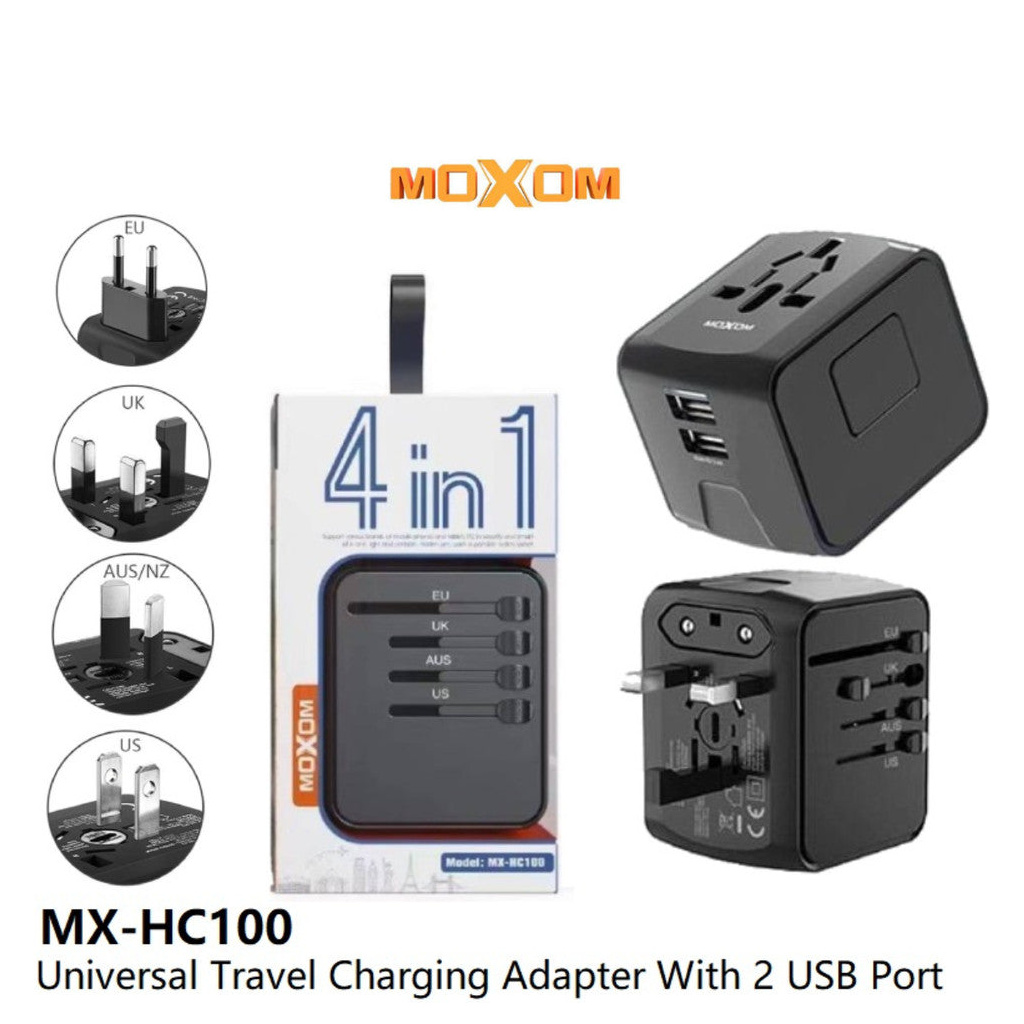 MOXOM
EU
UK
AUS/NZ
US
4 in 1
EU
UK
AUS
US
MOXOM
Model: MX-HC100
MOXOM
EU
UK
AUS
US
CE
MX-HC100
Universal Travel Charging Adapter With 2 USB Port